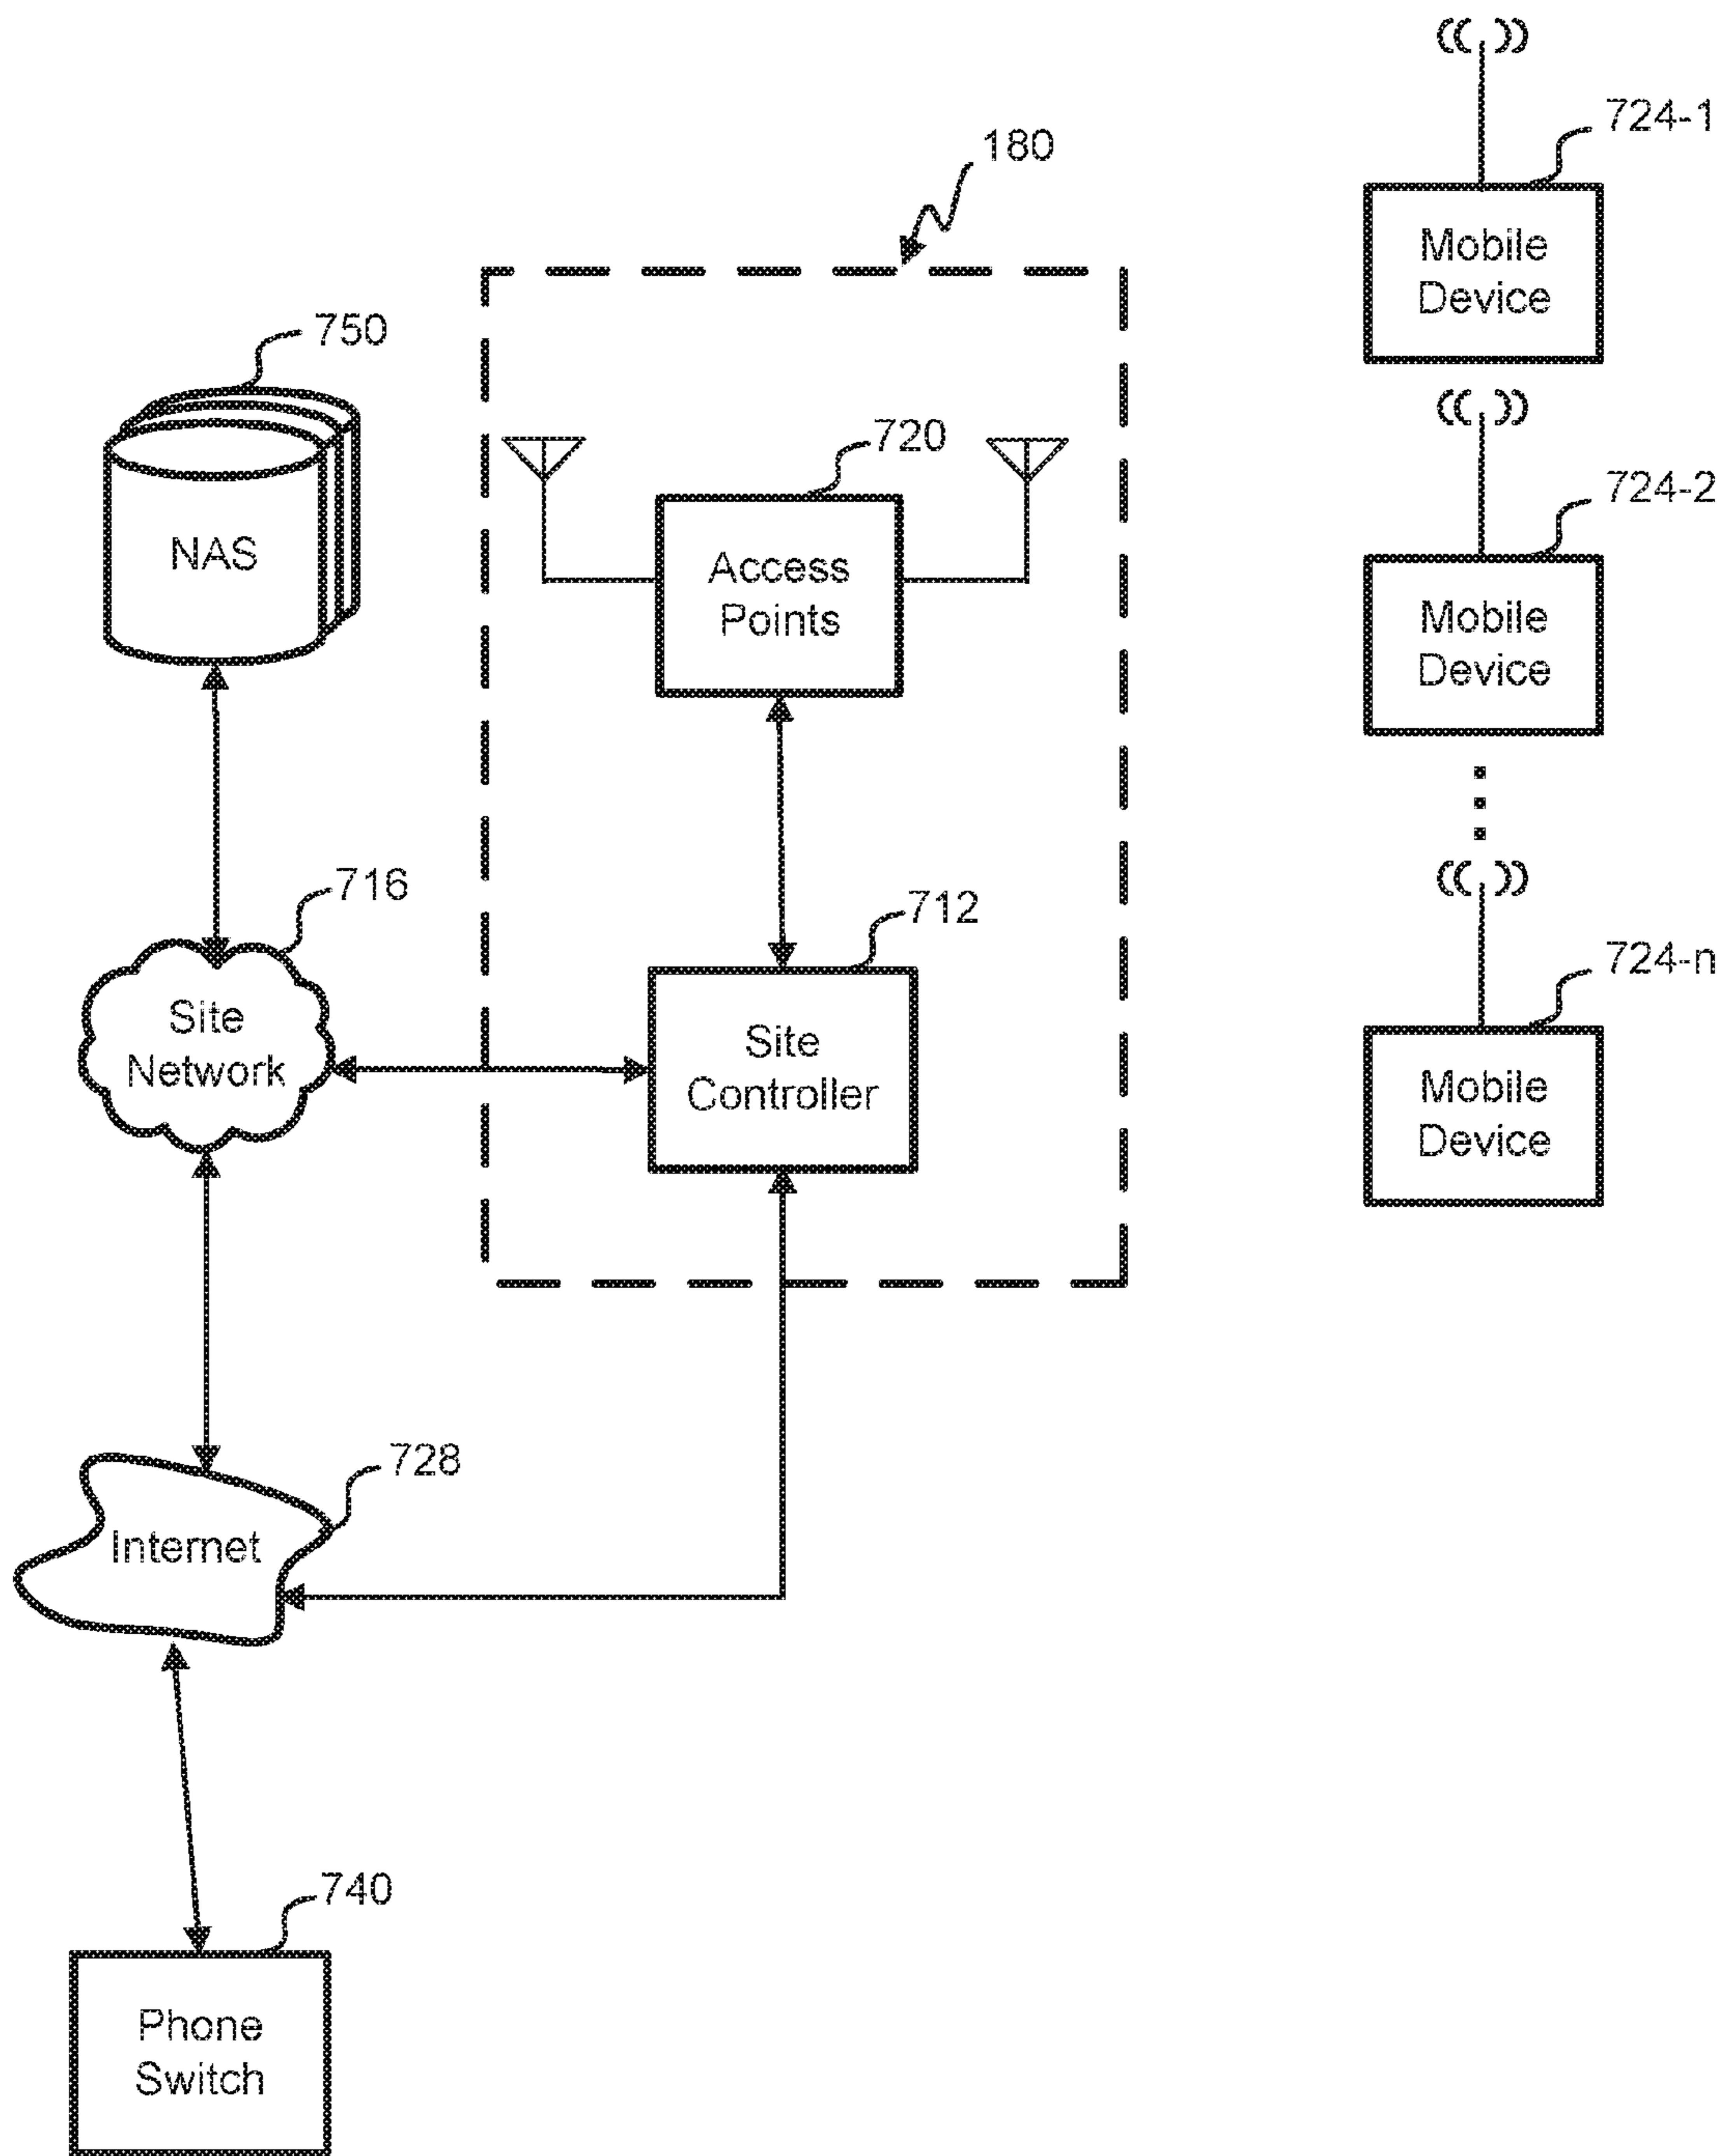 724-1
180
Mobile
Device
750
720
724-2
NAS
Access
Points
Mobile
Device
716
712
724-n
Site
Network
Site
Controller
Mobile
Device
728
Internet
740
Phone
Switch